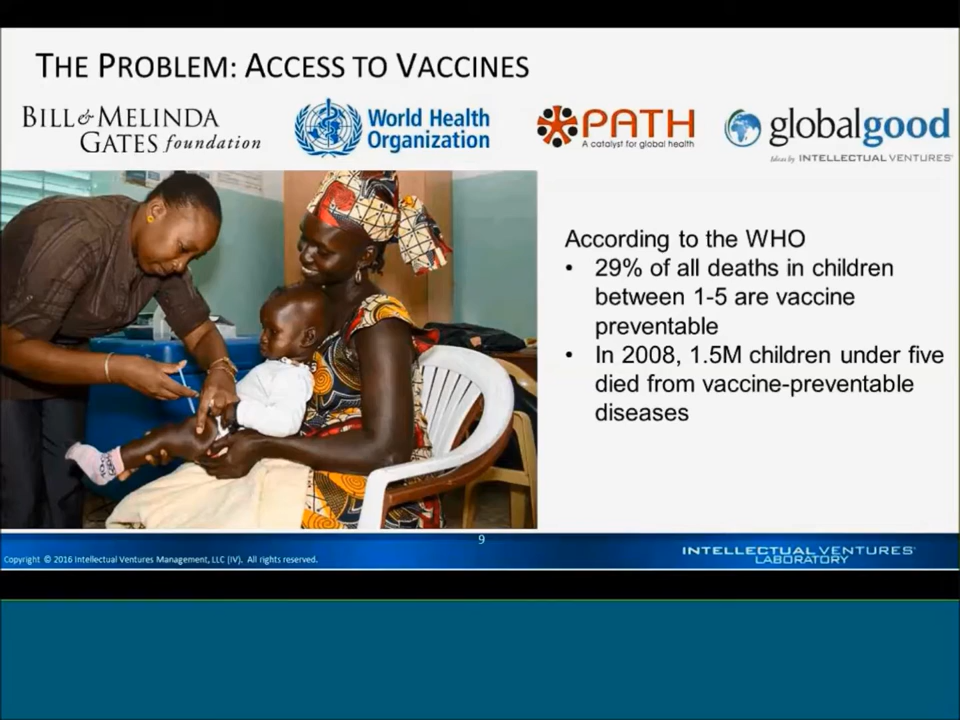 THE PROBLEM: ACCESS TO VACCINES
BILL & MELINDA
GATES foundation
World Health
Organization
PATH
A catalyst for global health
globalgood
Ideas by INTELLECTUAL VENTURES®
According to the WHO
• 29% of all deaths in children
between 1-5 are vaccine
preventable
• In 2008, 1.5M children under five
died from vaccine-preventable
diseases
9
Copyright © 2016 Intellectual Ventures Management, LLC (IV). All rights reserved.
INTELLECTUAL VENTURES®
LABORATORY